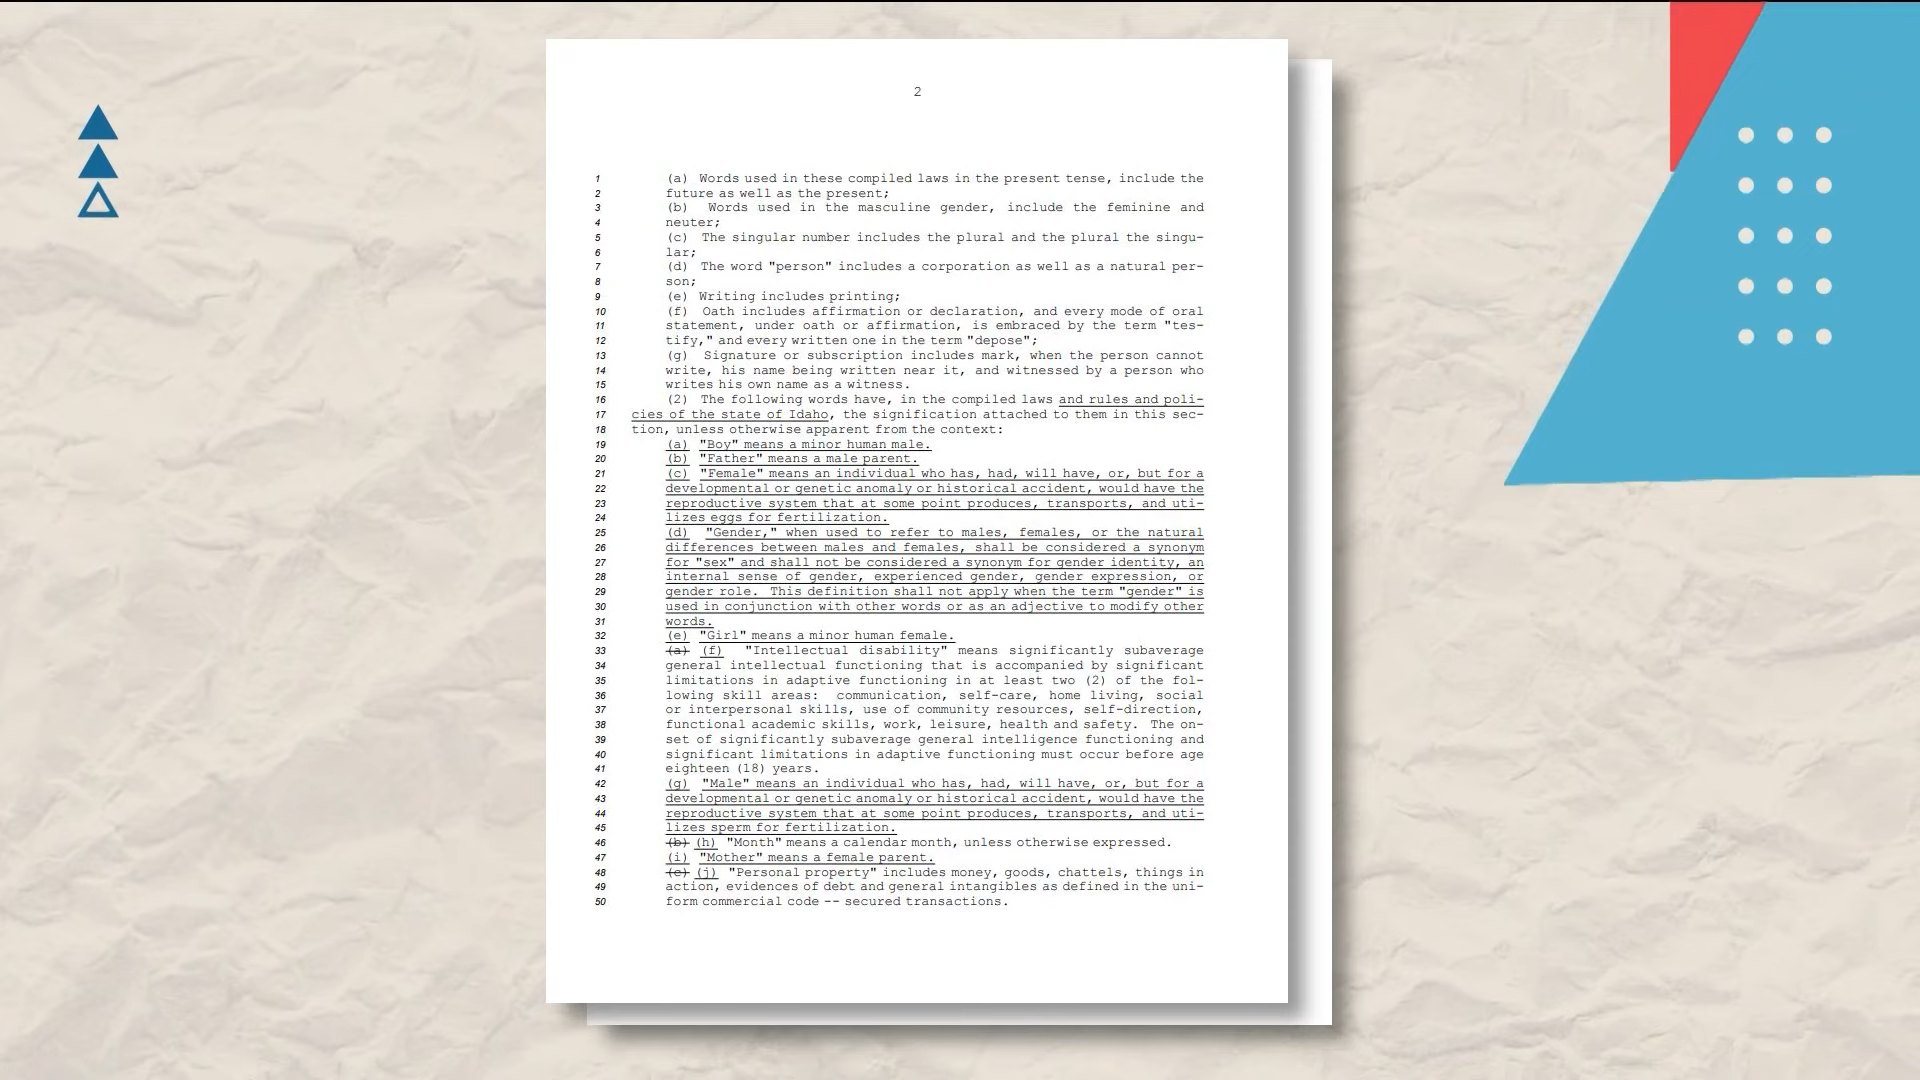 2
1 (a) Words used in these compiled laws in the present tense, include the
2 future as well as the present;
3 (b) Words used in the masculine gender, include the feminine and
4 neuter;
5 (c) The singular number includes the plural and the plural the singu-
6 lar;
7 (d) The word "person" includes a corporation as well as a natural per-
8 son;
9 (e) Writing includes printing;
10 (f) Oath includes affirmation or declaration, and every mode of oral
11 statement, under oath or affirmation, is embraced by the term "tes-
12 tify," and every written one in the term "depose";
13 (g) Signature or subscription includes mark, when the person cannot
14 write, his name being written near it, and witnessed by a person who
15 writes his own name as a witness.
16 (2) The following words have, in the compiled laws and rules and poli-
17 cies of the state of Idaho, the signification attached to them in this sec-
18 tion, unless otherwise apparent from the context:
19 (a) "Boy" means a minor human male.
20 (b) "Father" means a male parent.
21 (c) "Female" means an individual who has, had, will have, or, but for a
22 developmental or genetic anomaly or historical accident, would have the
23 reproductive system that at some point produces, transports, and uti-
24 lizes eggs for fertilization.
25 (d) "Gender," when used to refer to males, females, or the natural
26 differences between males and females, shall be considered a synonym
27 for "sex" and shall not be considered a synonym for gender identity, an
28 internal sense of gender, experienced gender, gender expression, or
29 gender role. This definition shall not apply when the term "gender" is
30 used in conjunction with other words or as an adjective to modify other
31 words.
32 (e) "Girl" means a minor human female.
33 (a) (f) "Intellectual disability" means significantly subaverage
34 general intellectual functioning that is accompanied by significant
35 limitations in adaptive functioning in at least two (2) of the fol-
36 lowing skill areas: communication, self-care, home living, social
37 or interpersonal skills, use of community resources, self-direction,
38 functional academic skills, work, leisure, health and safety. The on-
39 set of significantly subaverage general intelligence functioning and
40 significant limitations in adaptive functioning must occur before age
41 eighteen (18) years.
42 (g) "Male" means an individual who has, had, will have, or, but for a
43 developmental or genetic anomaly or historical accident, would have the
44 reproductive system that at some point produces, transports, and uti-
45 lizes sperm for fertilization.
46 (b) (h) "Month" means a calendar month, unless otherwise expressed.
47 (i) "Mother" means a female parent.
48 (c) (j) "Personal property" includes money, goods, chattels, things in
49 action, evidences of debt and general intangibles as defined in the uni-
50 form commercial code -- secured transactions.